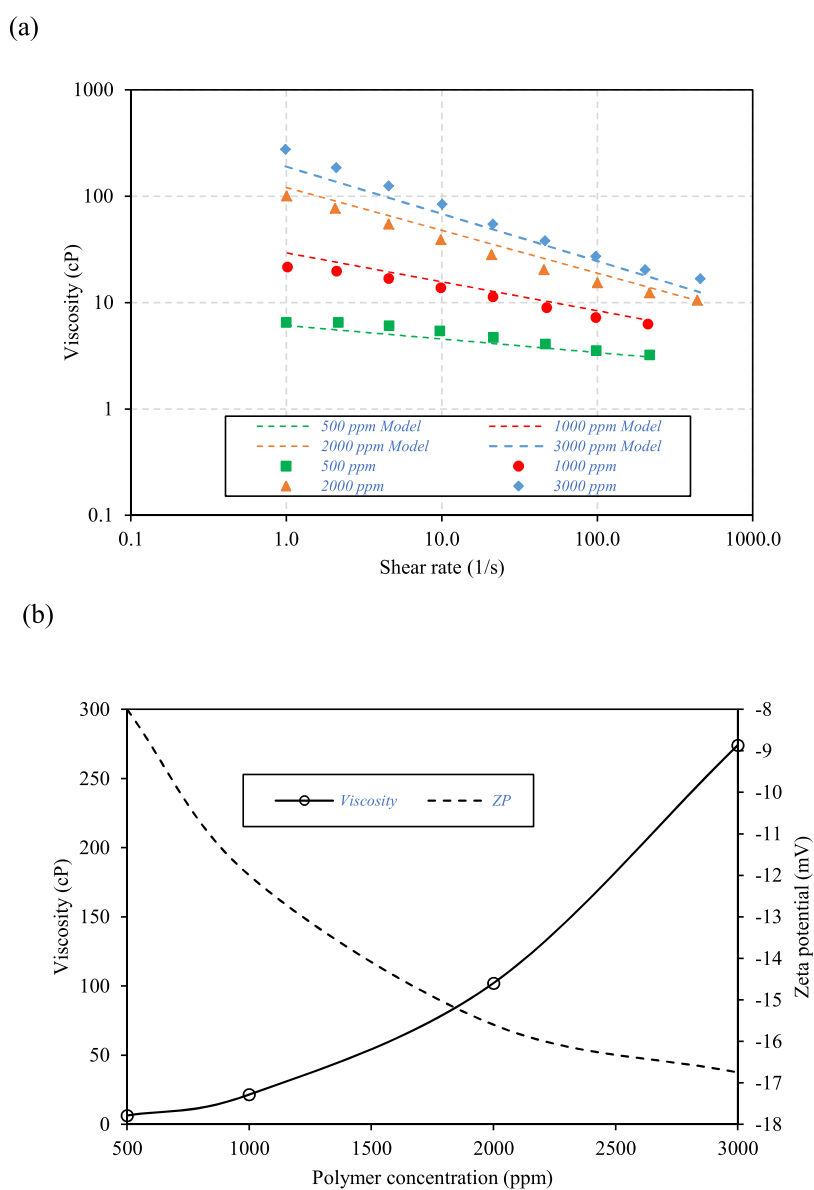 (a)
1000
100
10
1
0.1
Viscosity (cP)
500 ppm Model
1000 ppm Model
2000 ppm Model
3000 ppm Model
500 ppm
1000 ppm
2000 ppm
3000 ppm
0.1
1.0
10.0
100.0
1000.0
Shear rate (1/s)
(b)
300
250
200
150
100
50
0
Viscosity (cP)
Viscosity
ZP
-8
-9
-10
-11
-12
-13
-14
-15
-16
-17
-18
Zeta potential (mV)
500
1000
1500
2000
2500
3000
Polymer concentration (ppm)